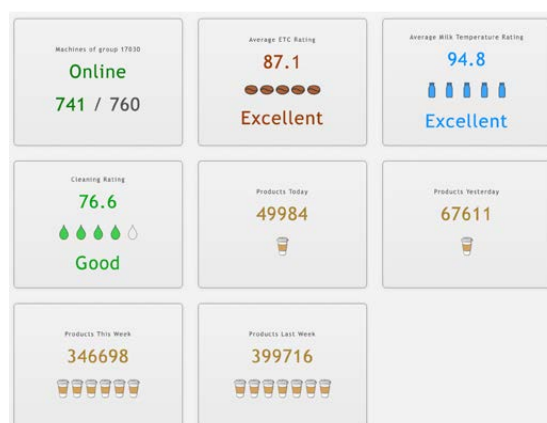 Machines of group 17030
Online
741 / 760
Average ETC Rating
87.1
Excellent
Average Milk Temperature Rating
94.8
Excellent
Cleaning Rating
76.6
Good
Products Today
49984
Products Yesterday
67611
Products This Week
346698
Products Last Week
399716